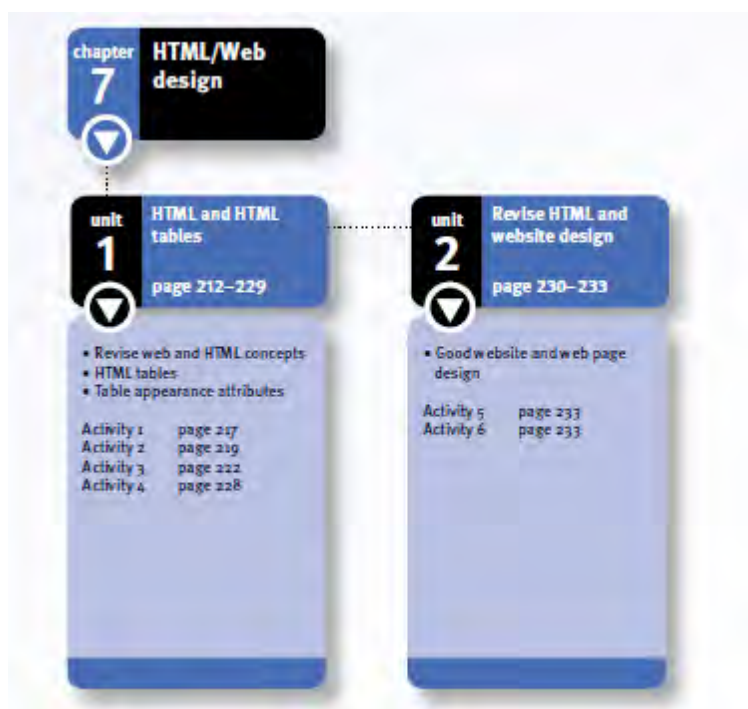 chapter
7
HTML/Web
design
unit
1
HTML and HTML
tables
page 212–229
• Revise web and HTML concepts
• HTML tables
• Table appearance attributes
Activity 1 page 217
Activity 2 page 219
Activity 3 page 222
Activity 4 page 228
unit
2
Revise HTML and
website design
page 230–233
• Good website and web page
design
Activity 5 page 233
Activity 6 page 233